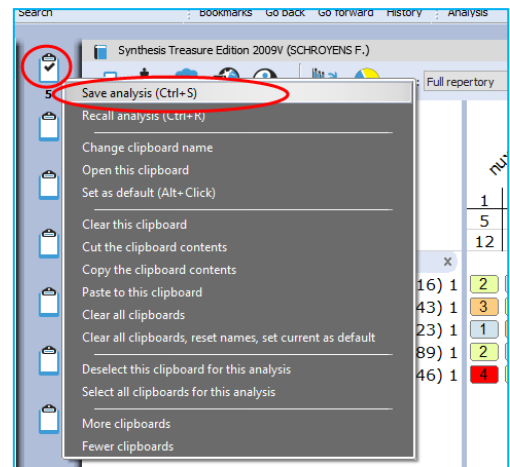 Search Bookmarks Go back Go forward History Analysis
Synthesis Treasure Edition 2009V (SCHROYENS F.)
Full repertory
5
Save analysis (Ctrl+S)
Recall analysis (Ctrl+R)
Change clipboard name
Open this clipboard
Set as default (Alt+Click)
Clear this clipboard
Cut the clipboard contents
Copy the clipboard contents
Paste to this clipboard
Clear all clipboards
Clear all clipboards, reset names, set current as default
Deselect this clipboard for this analysis
Select all clipboards for this analysis
More clipboards
Fewer clipboards
1
5
12
x
16) 1 2
43) 1 3
23) 1 1
89) 1 2
46) 1 4